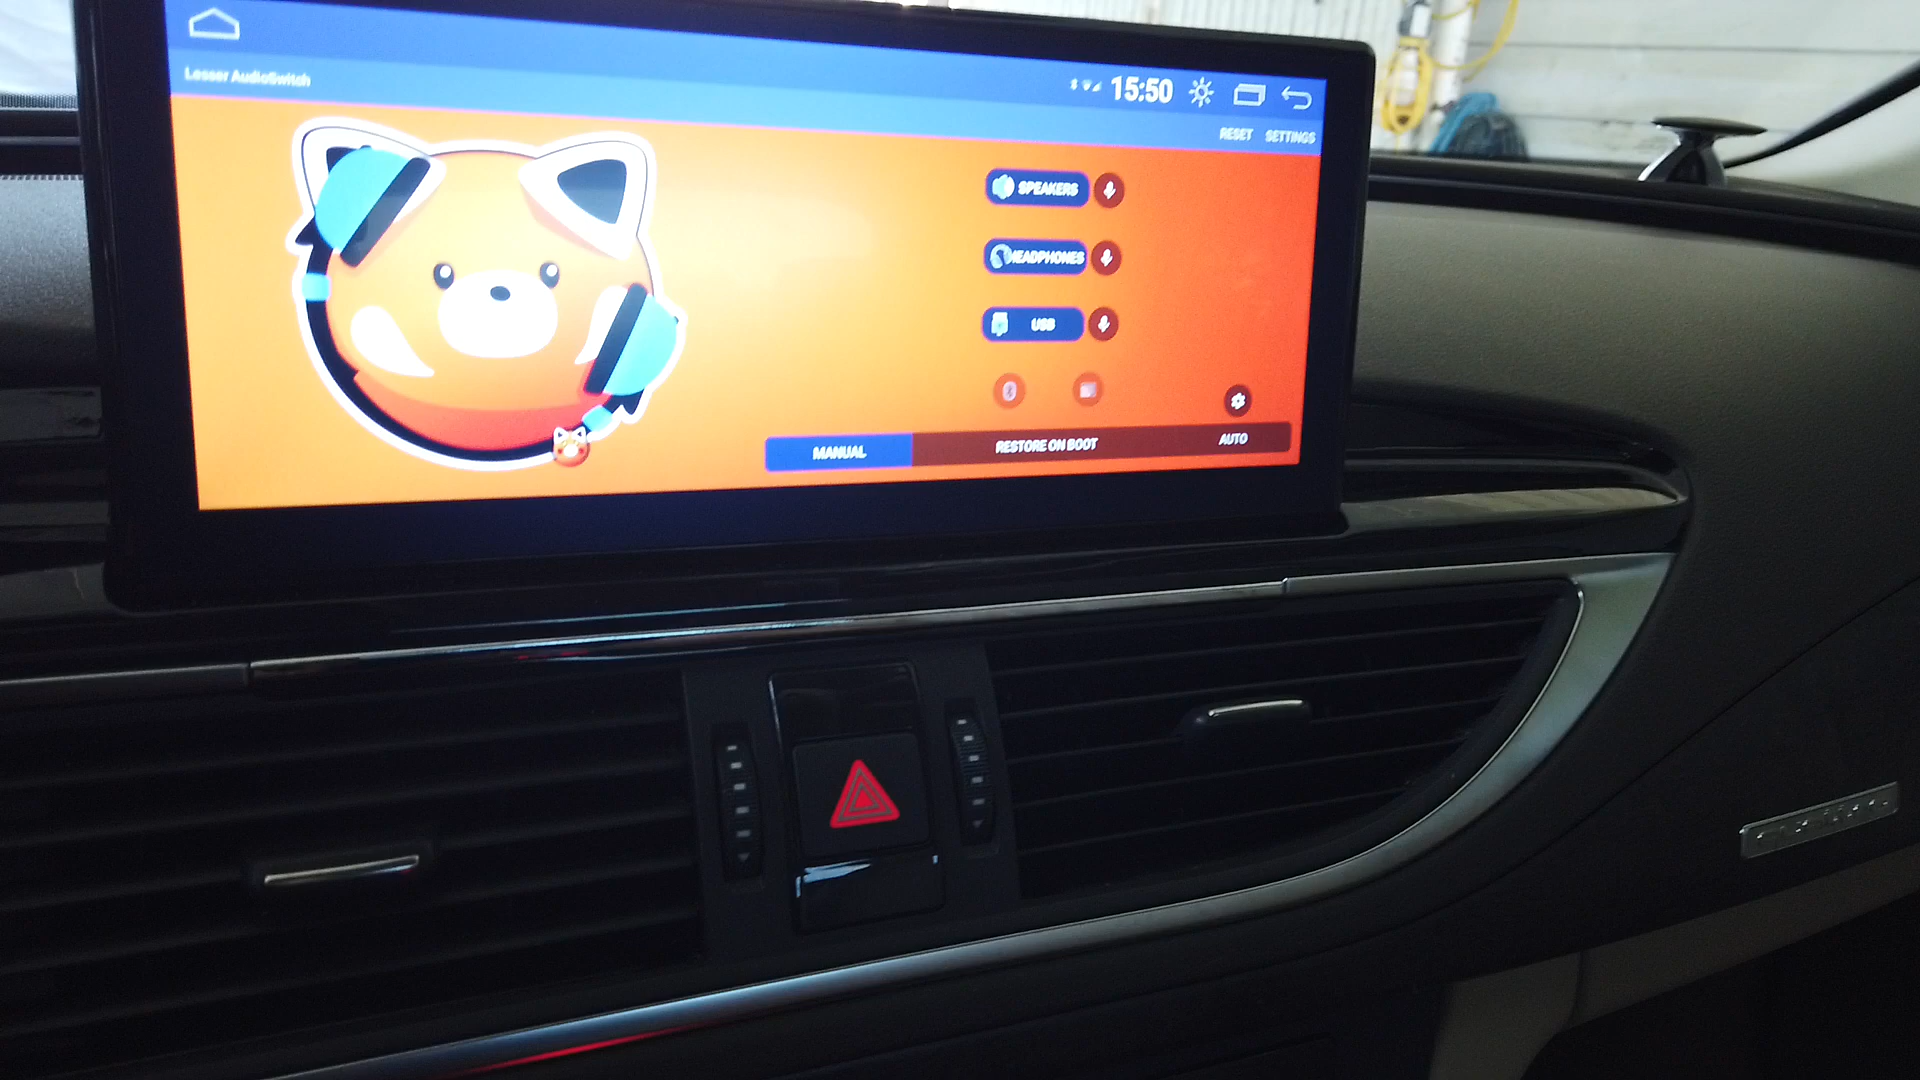 Lesser AudioSwitch
15:50
RESET SETTINGS
SPEAKERS
HEADPHONES
USB
MANUAL RESTORE ON BOOT AUTO